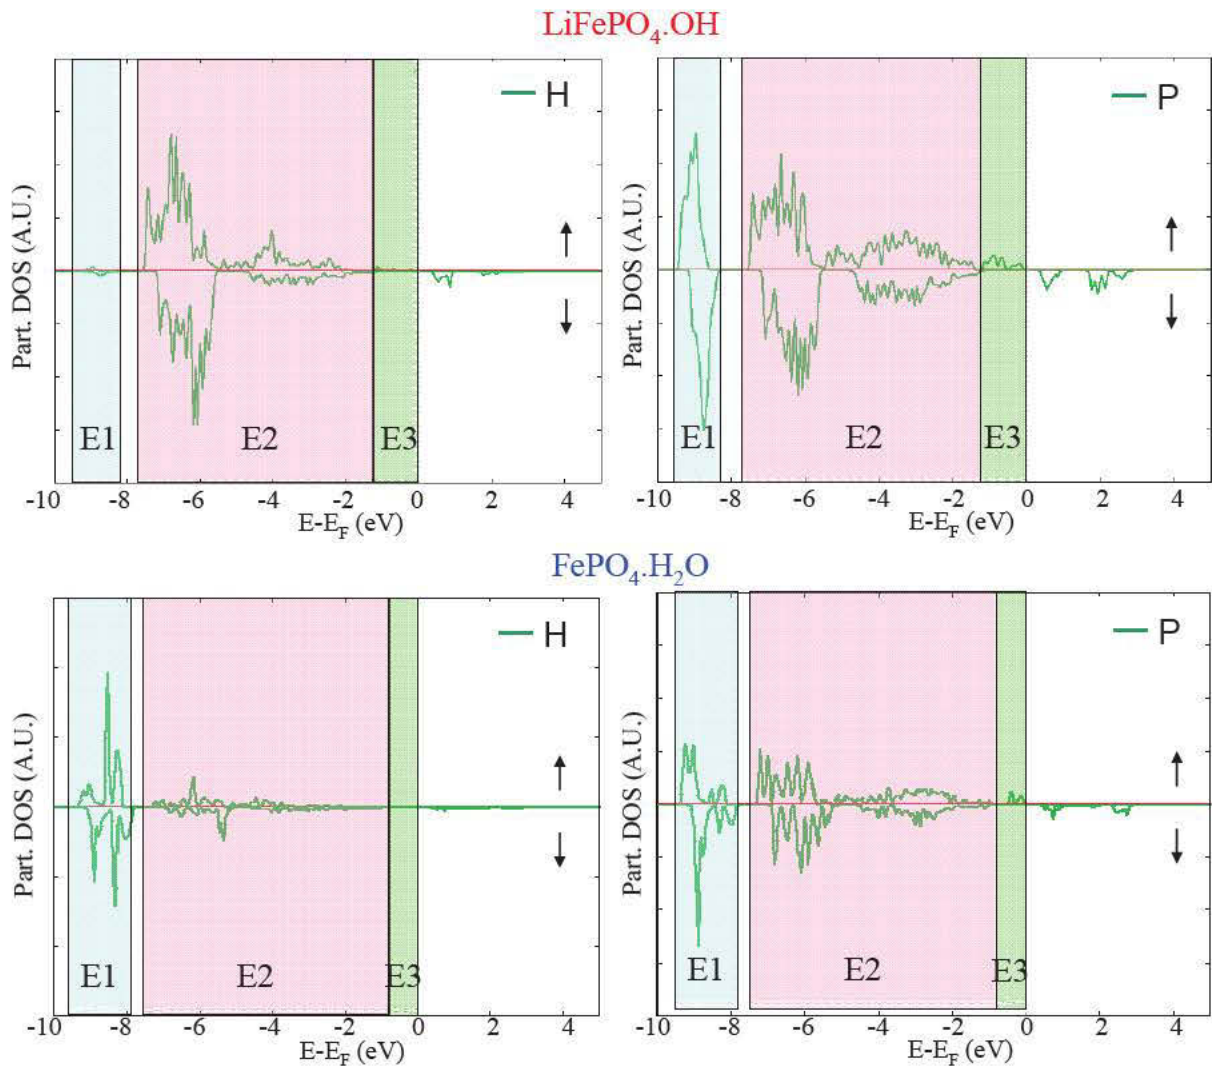 LiFePO4.OH
H
Part. DOS (A.U.)
E1 E2 E3
-10 -8 -6 -4 -2 0 2 4
E-EF (eV)
P
Part. DOS (A.U.)
E1 E2 E3
-10 -8 -6 -4 -2 0 2 4
E-EF (eV)
FePO4.H2O
H
Part. DOS (A.U.)
E1 E2 E3
-10 -8 -6 -4 -2 0 2 4
E-EF (eV)
P
Part. DOS (A.U.)
E1 E2 E3
-10 -8 -6 -4 -2 0 2 4
E-EF (eV)